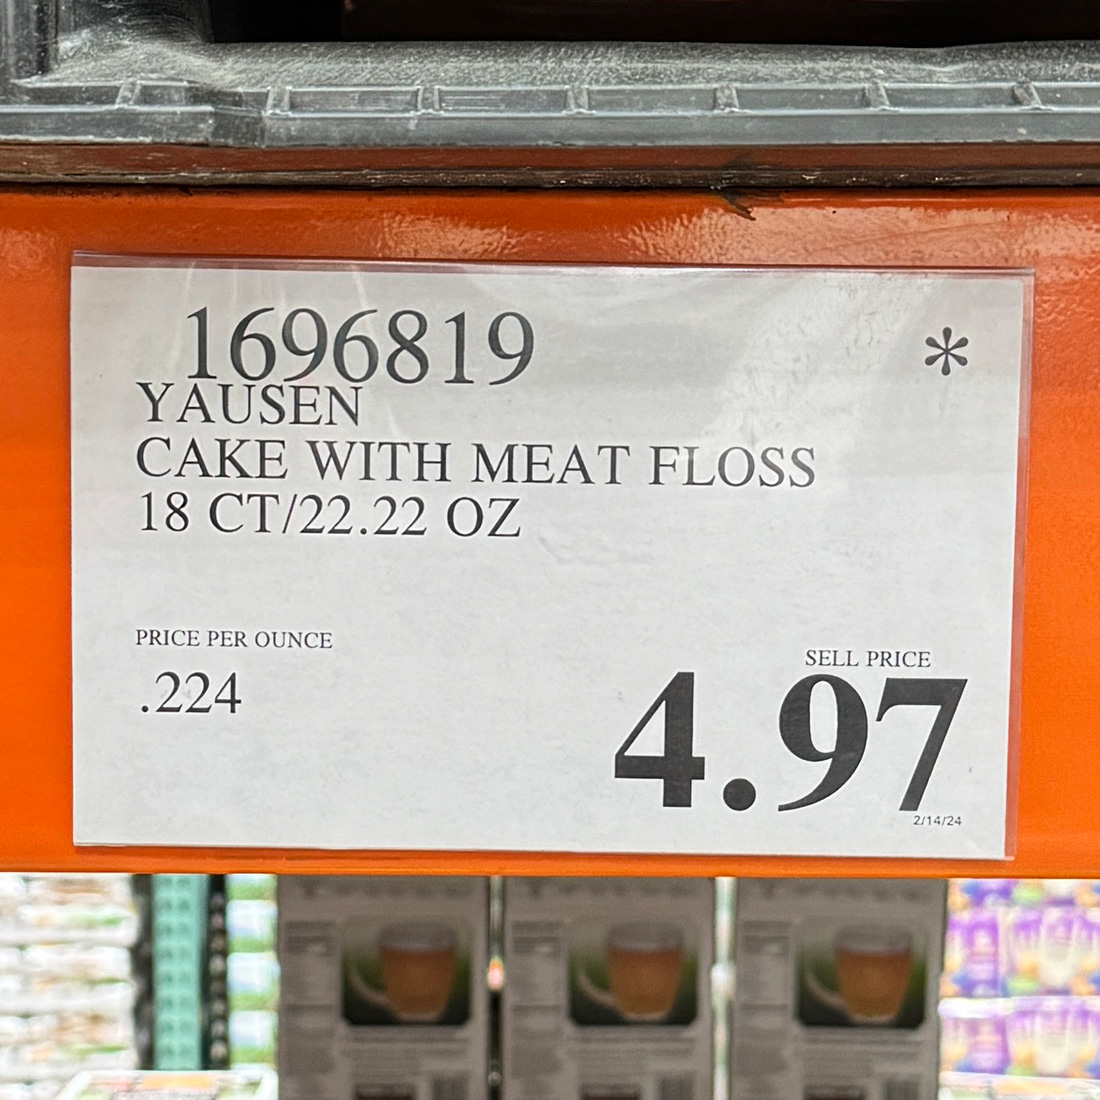 1696819
*
YAUSEN
CAKE WITH MEAT FLOSS
18 CT/22.22 OZ
PRICE PER OUNCE
.224
SELL PRICE
4.97
2/14/24